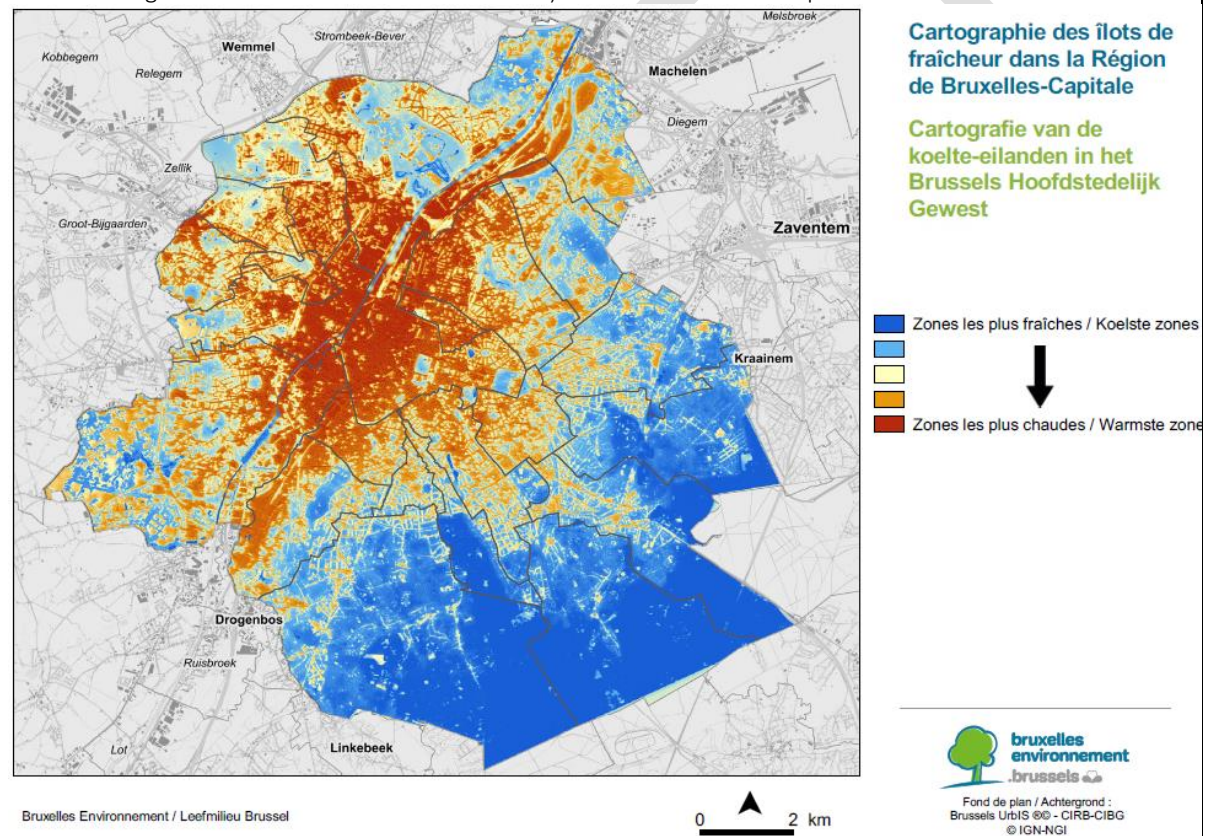 Melsbroek
Strombeek-Bever
Wemmel
Kobbegem
Relegem
Machelen
Diegem
Zellik
Groot-Bijgaarden
Zaventem
Kraainem
Drogenbos
Ruisbroek
Lot
Linkebeek
Cartographie des îlots de
fraîcheur dans la Région
de Bruxelles-Capitale
Cartografie van de
koelte-eilanden in het
Brussels Hoofdstedelijk
Gewest
Zones les plus fraîches / Koelste zones
Zones les plus chaudes / Warmste zone
bruxelles
environnement
.brussels
Fond de plan / Achtergrond :
Brussels UrbIS ®© - CIRB-CIBG
© IGN-NGI
Bruxelles Environnement / Leefmilieu Brussel
0 2 km